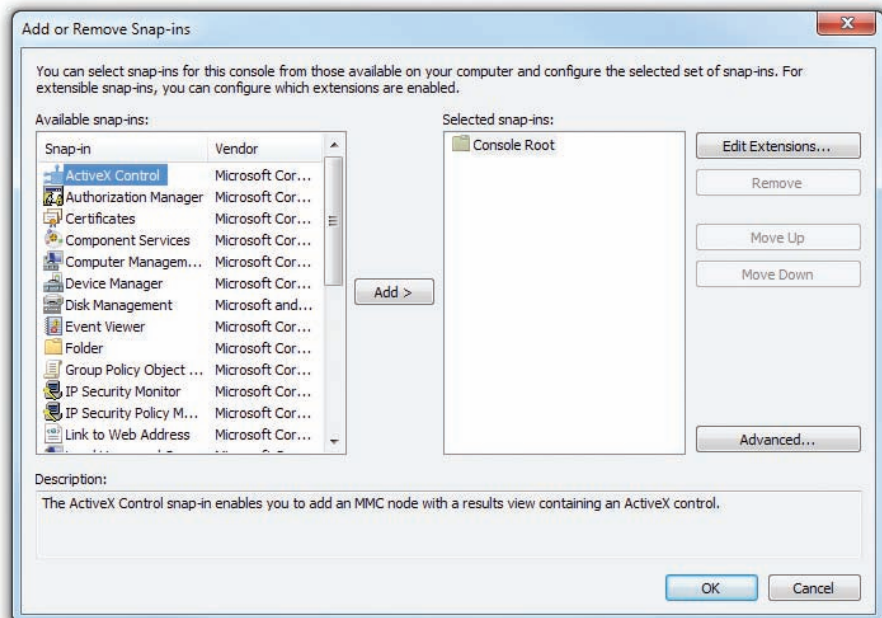 Add or Remove Snap-ins
You can select snap-ins for this console from those available on your computer and configure the selected set of snap-ins. For
extensible snap-ins, you can configure which extensions are enabled.
Available snap-ins:
Snap-in Vendor
ActiveX Control Microsoft Cor...
Authorization Manager Microsoft Cor...
Certificates Microsoft Cor...
Component Services Microsoft Cor...
Computer Managem... Microsoft Cor...
Device Manager Microsoft Cor...
Disk Management Microsoft and...
Event Viewer Microsoft Cor...
Folder Microsoft Cor...
Group Policy Object ... Microsoft Cor...
IP Security Monitor Microsoft Cor...
IP Security Policy M... Microsoft Cor...
Link to Web Address Microsoft Cor...
Add >
Selected snap-ins:
Console Root
Edit Extensions...
Remove
Move Up
Move Down
Advanced...
Description:
The ActiveX Control snap-in enables you to add an MMC node with a results view containing an ActiveX control.
OK
Cancel